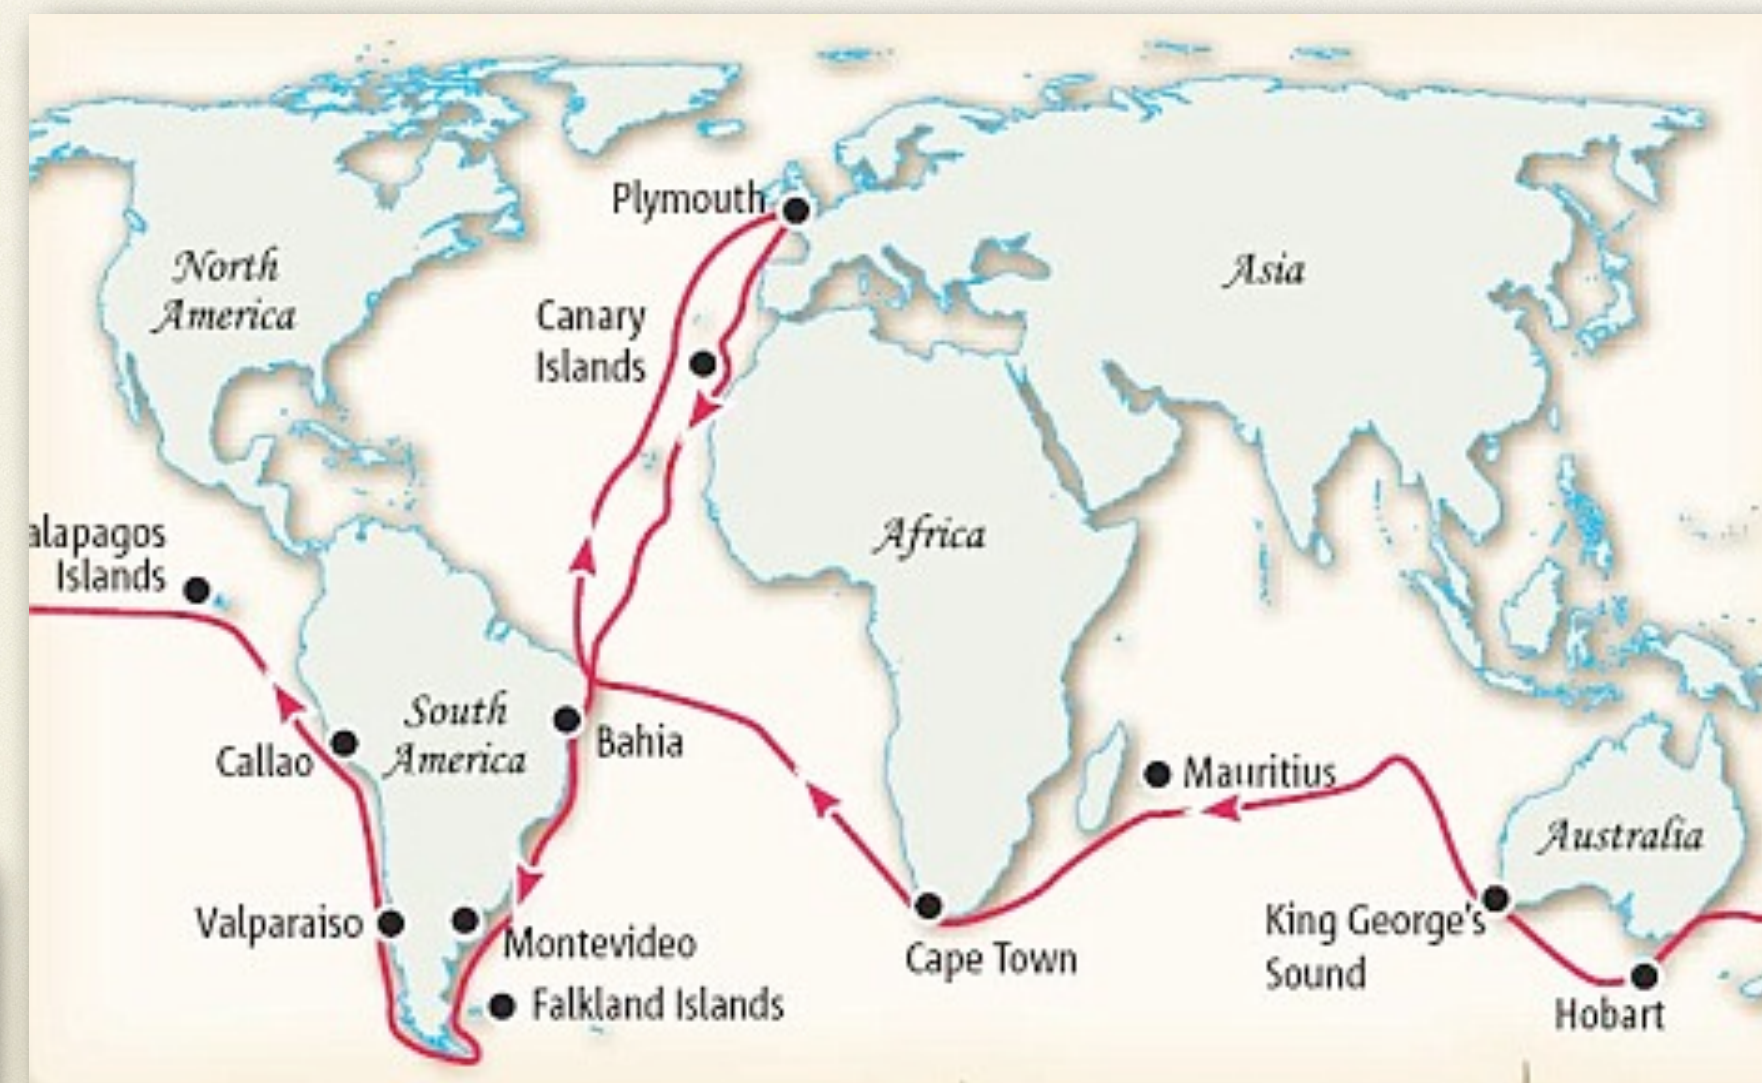 Plymouth
North
America
Asia
Canary
Islands
alapagos
Islands
Africa
South
America
Callao
Bahia
Mauritius
Australia
Valparaiso
Montevideo
King George's
Sound
Cape Town
Falkland Islands
Hobart